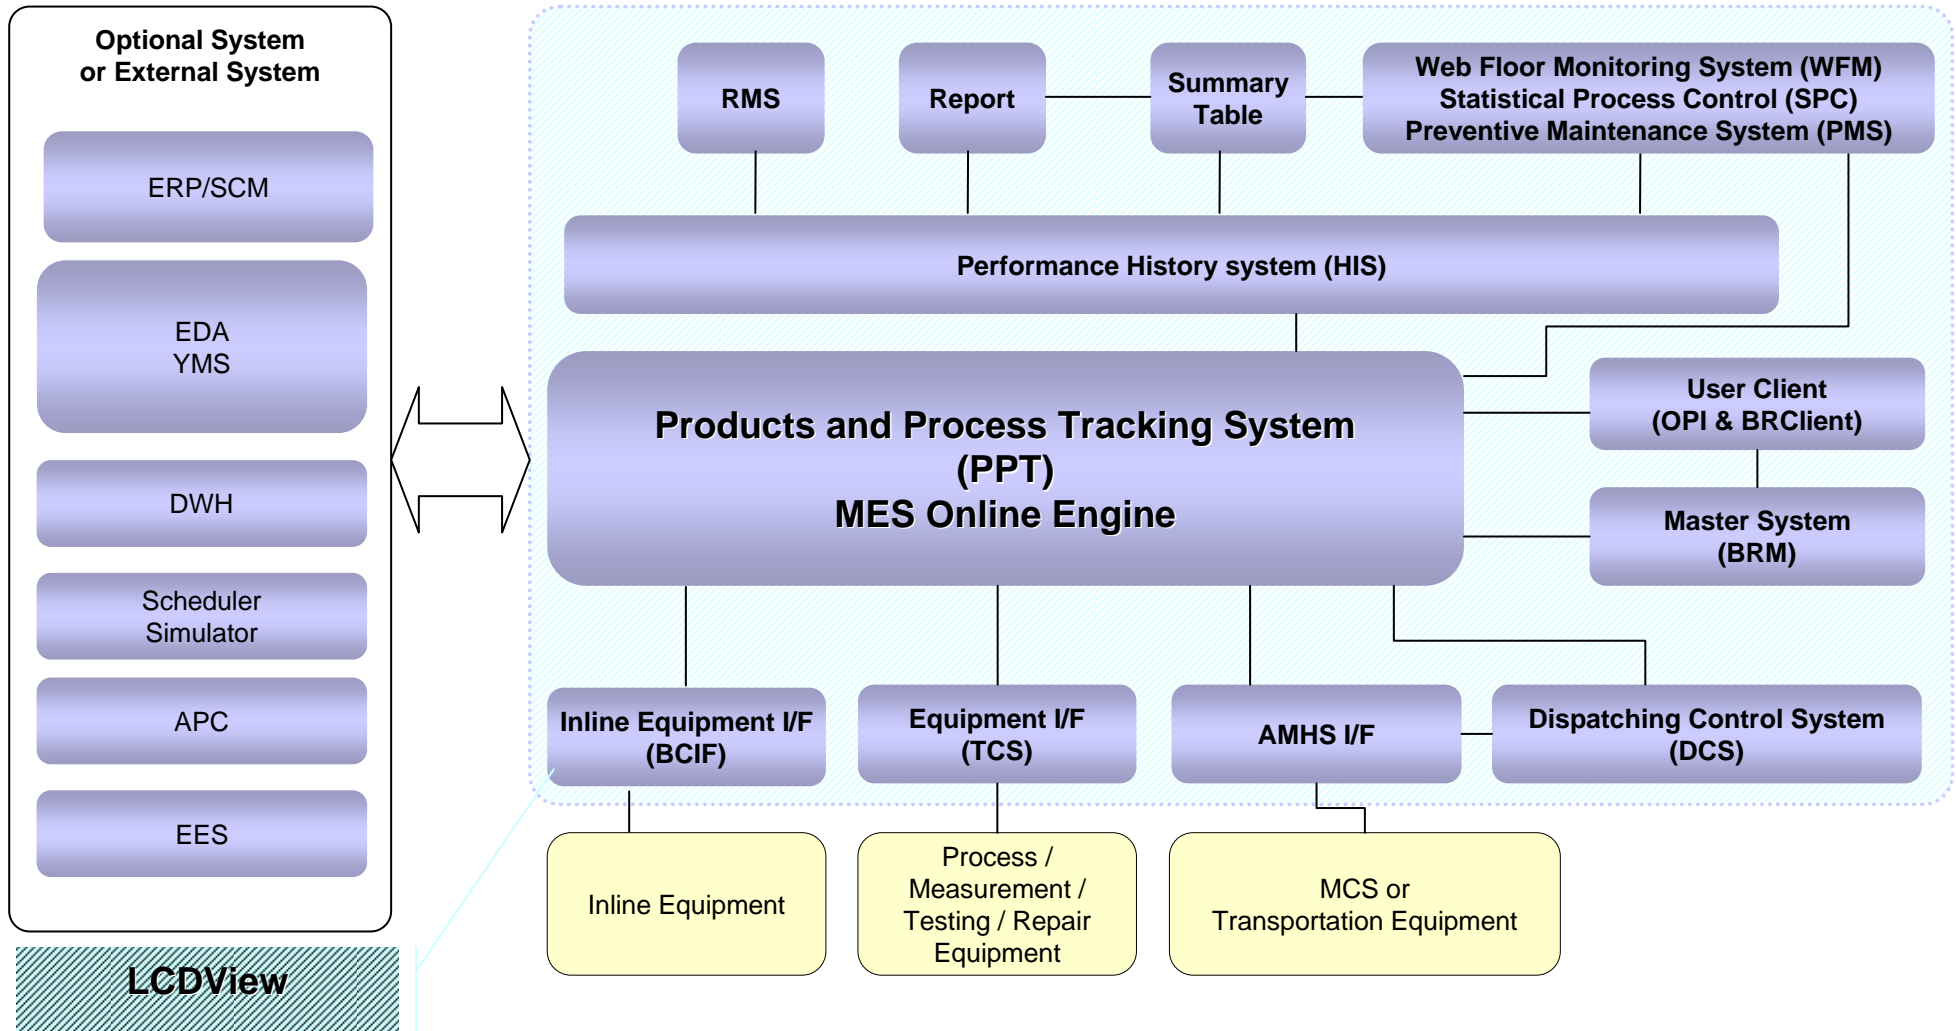 Optional System
or External System
ERP/SCM
EDA
YMS
DWH
Scheduler
Simulator
APC
EES
LCDView
RMS
Report
Summary
Table
Web Floor Monitoring System (WFM)
Statistical Process Control (SPC)
Preventive Maintenance System (PMS)
Performance History system (HIS)
Products and Process Tracking System
(PPT)
MES Online Engine
User Client
(OPI & BRClient)
Master System
(BRM)
Inline Equipment I/F
(BCIF)
Equipment I/F
(TCS)
AMHS I/F
Dispatching Control System
(DCS)
Inline Equipment
Process /
Measurement /
Testing / Repair
Equipment
MCS or
Transportation Equipment